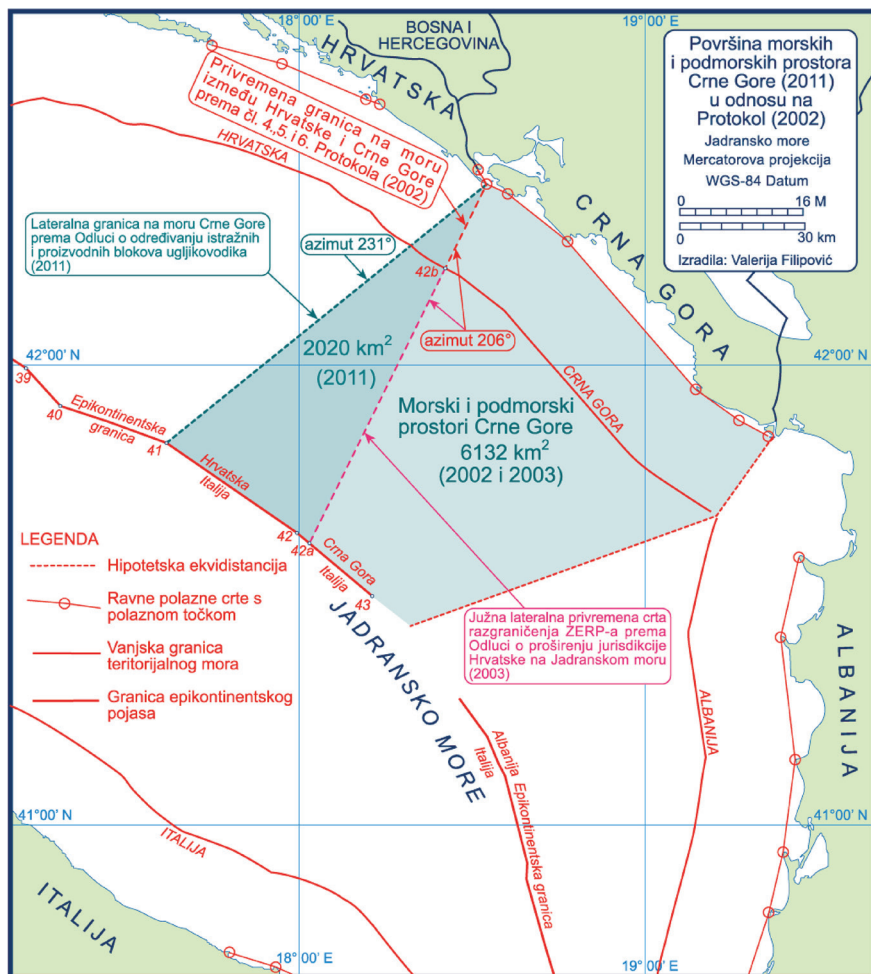 18°00' E
19°00' E
BOSNA I
HERCEGOVINA
HRVATSKA
Površina morskih
i podmorskih prostora
Crne Gore (2011)
u odnosu na
Protokol (2002)
Jadransko more
Mercatorova projekcija
WGS-84 Datum
0 16 M
0 30 km
Izradila: Valerija Filipović
Privremena granica na moru
između Hrvatske i Crne Gore
prema čl. 4.,5. i 6. Protokola (2002)
HRVATSKA
CRNA GORA
Lateralna granica na moru Crne Gore
prema Odluci o određivanju istražnih
i proizvodnih blokova ugljikovodika
(2011)
azimut 231°
42b
azimut 206°
2020 km²
(2011)
42°00' N
42°00' N
39
40
Epikontinentska
granica
41
CRNA GORA
Morski i podmorski
prostori Crne Gore
6132 km²
(2002 i 2003)
Hrvatska
Italija
42
42a
Crna Gora
Italija
43
LEGENDA
Hipotetska ekvidistancija
Ravne polazne crte s
polaznom točkom
Vanjska granica
teritorijalnog mora
Granica epikontinentskog
pojasa
Južna lateralna privremena crta
razgraničenja ZERP-a prema
Odluci o proširenju jurisdikcije
Hrvatske na Jadranskom moru
(2003)
JADRANSKO MORE
ALBANIJA
ALBANIJA
Albanija Epikontinentska granica
Italija
41°00' N
41°00' N
ITALIJA
ITALIJA
18°00' E
19°00' E